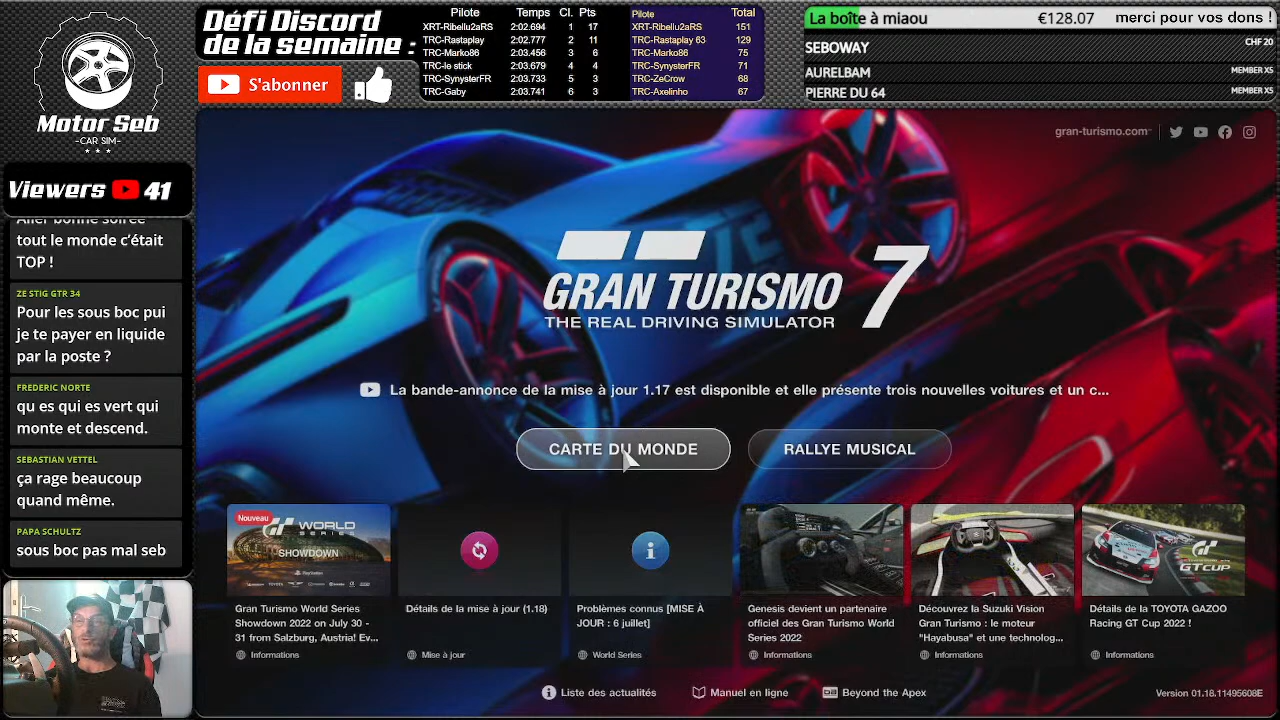 Motor Seb
-CAR SIM-
Défi Discord
de la semaine :
S'abonner
Pilote Temps Cl. Pts
XRT-Ribellu2aRS 2:02.694 1 17
TRC-Rastaplay 2:02.777 2 11
TRC-Marko86 2:03.456 3 6
TRC-le stick 2:03.679 4 4
TRC-SynysterFR 2:03.733 5 3
TRC-Gaby 2:03.741 6 3
Pilote Total
XRT-Ribellu2aRS 151
TRC-Rastaplay 63 129
TRC-Marko86 75
TRC-SynysterFR 71
TRC-ZeCrow 68
TRC-Axelinho 67
La boîte à miaou €128.07 merci pour vos dons !
SEBOWAY CHF 20
AURELBAM MEMBER XS
PIERRE DU 64 MEMBER XS
Viewers 41
Aller bonne soirée
tout le monde c'était
TOP !
ZE STIG GTR 34
Pour les sous boc pui
je te payer en liquide
par la poste ?
FREDERIC NORTE
qu es qui es vert qui
monte et descend.
SEBASTIAN VETTEL
ça rage beaucoup
quand même.
PAPA SCHULTZ
sous boc pas mal seb
gran-turismo.com
GRAN TURISMO 7
THE REAL DRIVING SIMULATOR
La bande-annonce de la mise à jour 1.17 est disponible et elle présente trois nouvelles voitures et un c...
CARTE DU MONDE
RALLYE MUSICAL
Nouveau
WORLD
SERIES
SHOWDOWN
Gran Turismo World Series
Showdown 2022 on July 30 -
31 from Salzburg, Austria! Ev...
Informations
Détails de la mise à jour (1.18)
Mise à jour
Problèmes connus [MISE À
JOUR : 6 juillet]
World Series
Genesis devient un partenaire
officiel des Gran Turismo World
Series 2022
Informations
Découvrez la Suzuki Vision
Gran Turismo : le moteur
"Hayabusa" et une technolog...
Informations
GT CUP
Détails de la TOYOTA GAZOO
Racing GT Cup 2022 !
Informations
Liste des actualités
Manuel en ligne
Beyond the Apex
Version 01.18.11495608E